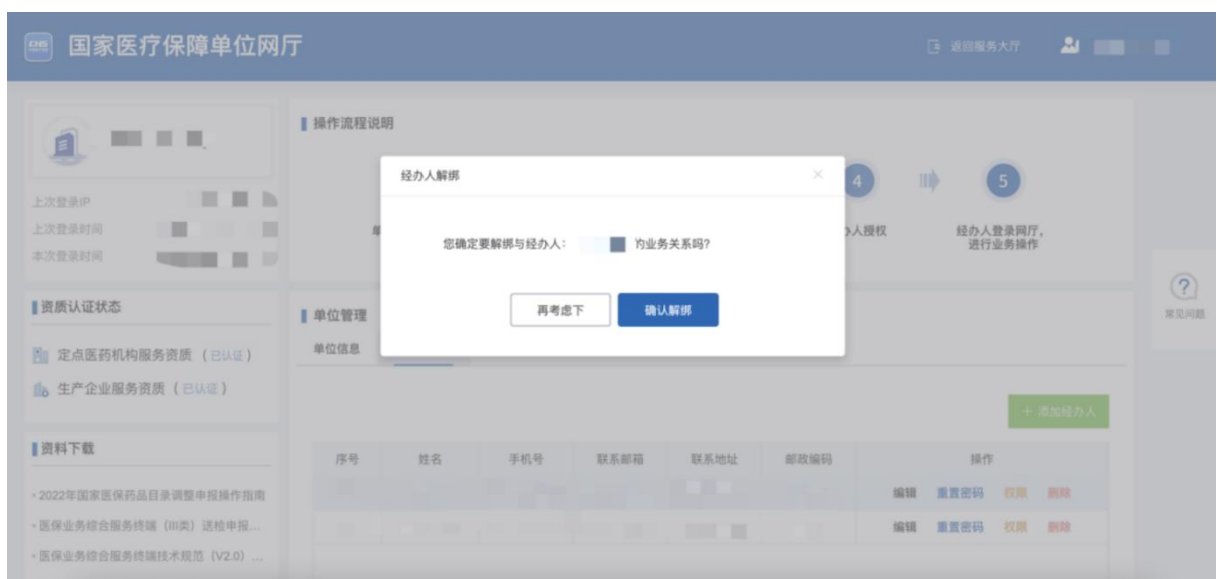 国家医疗保障单位网厅
返回服务大厅
操作流程说明
上次登录IP
上次登录时间
本次登录时间
经办人解绑
×
您确定要解绑与经办人：
的业务关系吗?
再考虑下
确认解绑
4
5
人授权
经办人登录网厅，
进行业务操作
?
常见问题
资质认证状态
定点医药机构服务资质（已认证）
生产企业服务资质（已认证）
单位管理
单位信息
+ 添加经办人
序号 姓名 手机号 联系邮箱 联系地址 邮政编码 操作
编辑 重置密码 权限 删除
编辑 重置密码 权限 删除
资料下载
• 2022年国家医保药品目录调整申报操作指南
• 医保业务综合服务终端（III类）送检申报...
• 医保业务综合服务终端技术规范（V2.0）...